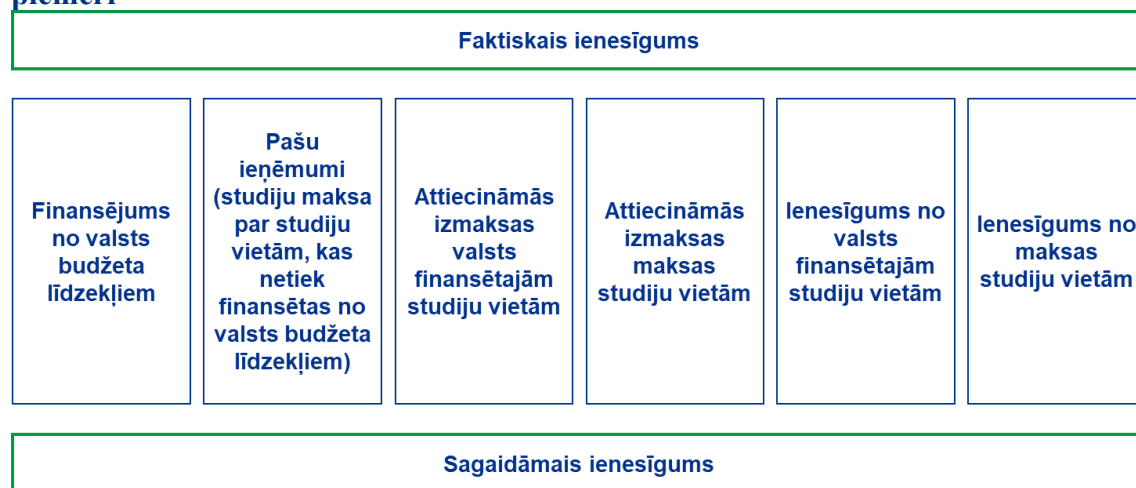 Faktiskais ienesīgums
Finansējums
no valsts
budžeta
līdzekļiem
Pašu
ieņēmumi
(studiju maksa
par studiju
vietām, kas
netiek
finansētas no
valsts budžeta
līdzekļiem)
Attiecināmās
izmaksas
valsts
finansētajām
studiju vietām
Attiecināmās
izmaksas
maksas
studiju vietām
Ienesīgums no
valsts
finansētajām
studiju vietām
Ienesīgums no
maksas
studiju vietām
Sagaidāmais ienesīgums